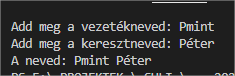 Add meg a vezetékneved: Pmint
Add meg a keresztneved: Péter
A neved: Pmint Péter